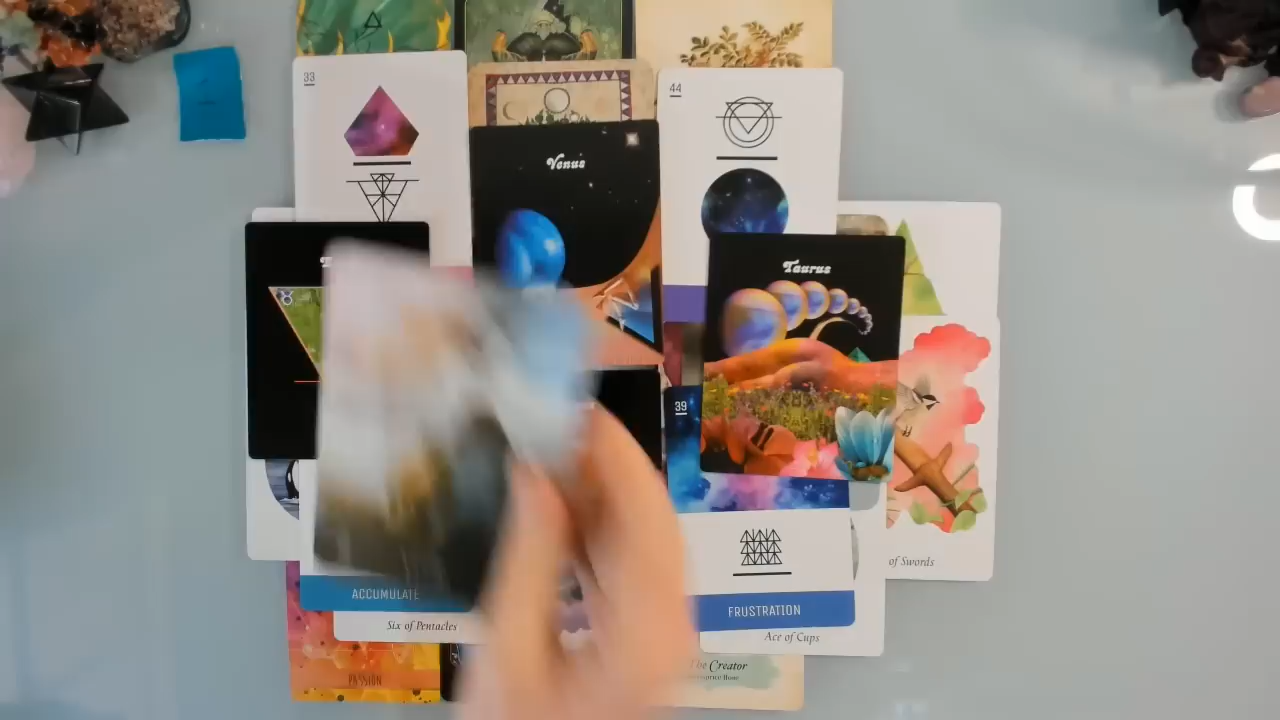 33
44
Venus
Taurus
39
of Swords
ACCUMULATE
FRUSTRATION
Six of Pentacles
Ace of Cups
The Creator
PASSION